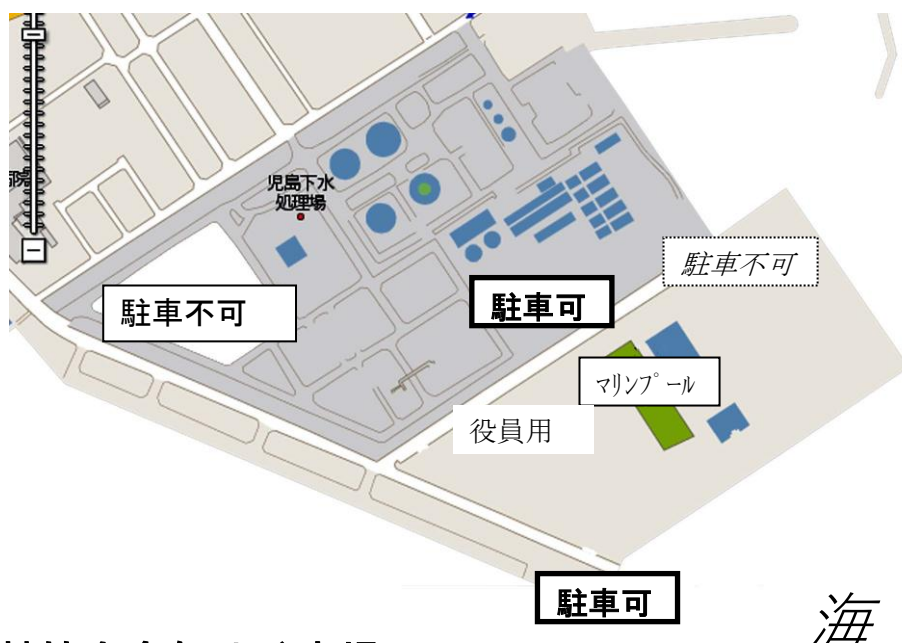 児島下水
処理場
駐車不可
駐車不可
駐車可
マリンプール
役員用
駐車可
海